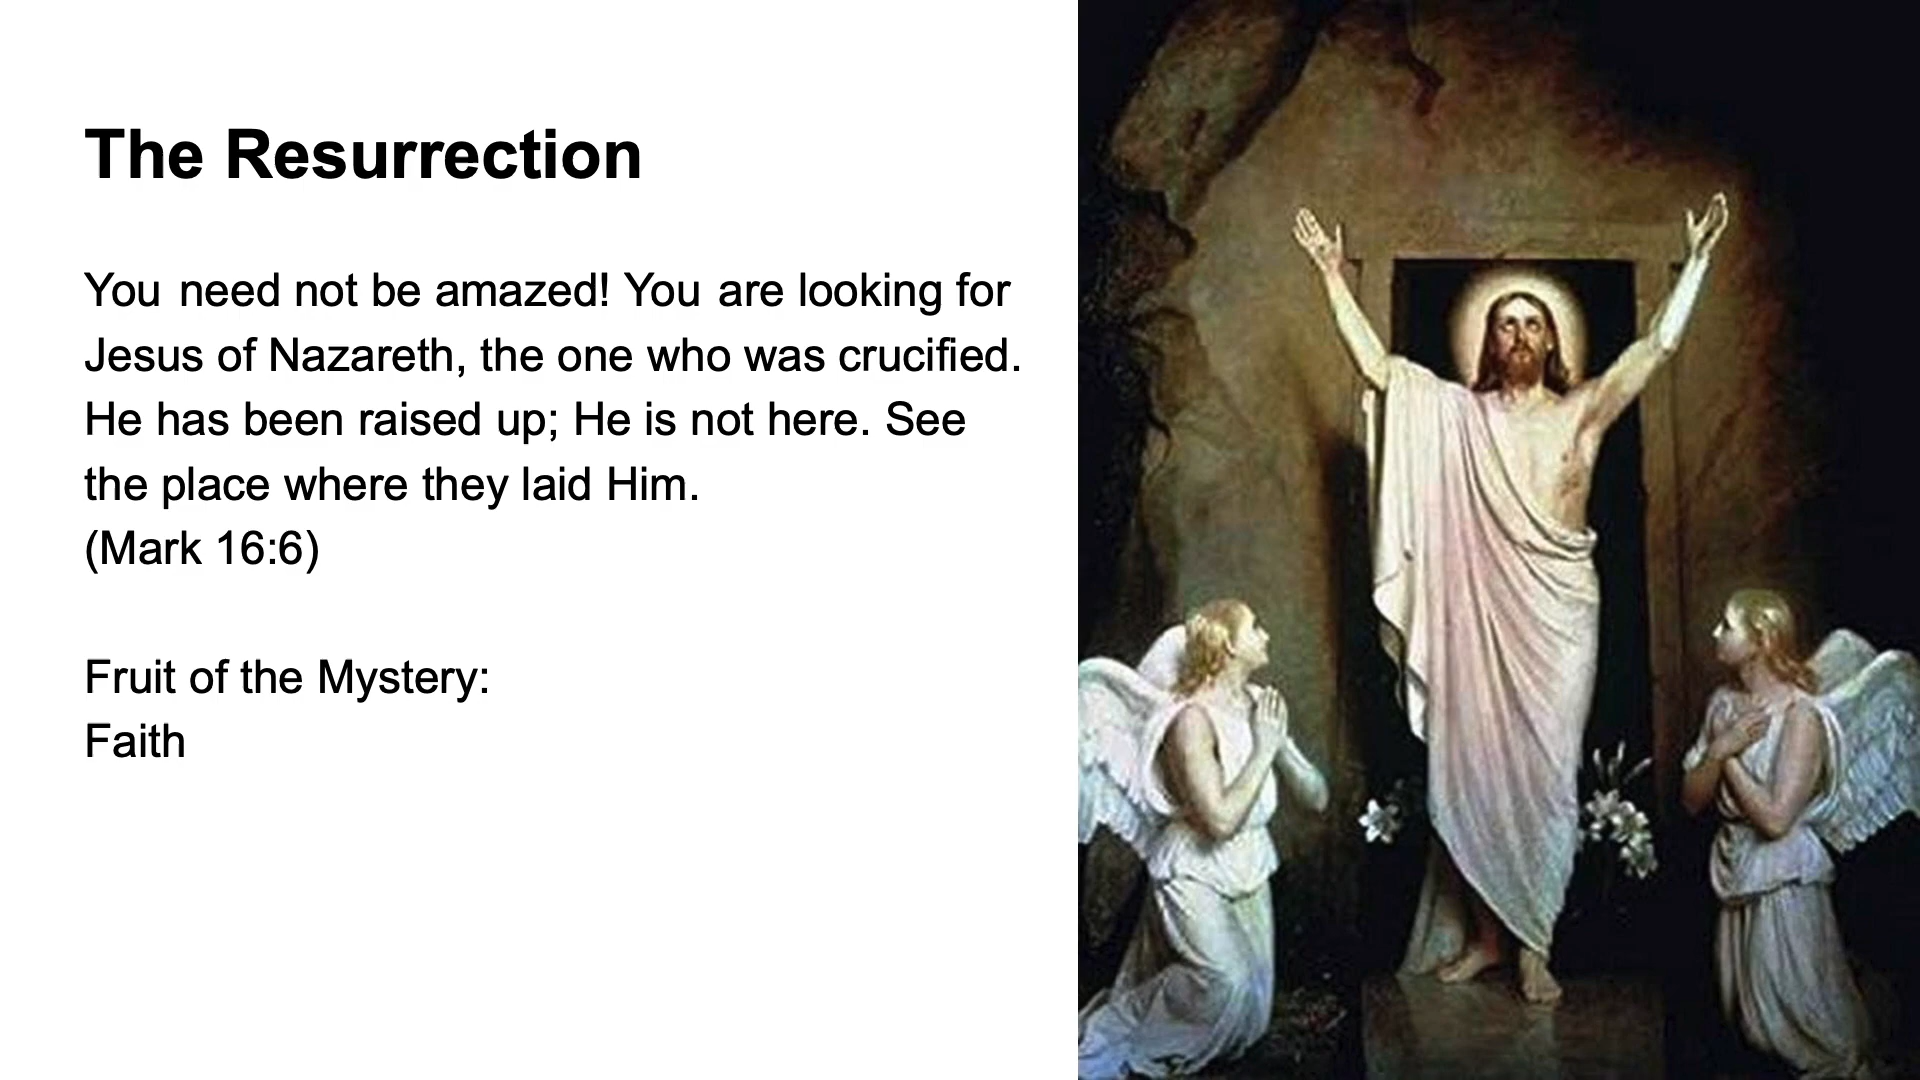 The Resurrection
You need not be amazed! You are looking for
Jesus of Nazareth, the one who was crucified.
He has been raised up; He is not here. See
the place where they laid Him.
(Mark 16:6)
Fruit of the Mystery:
Faith